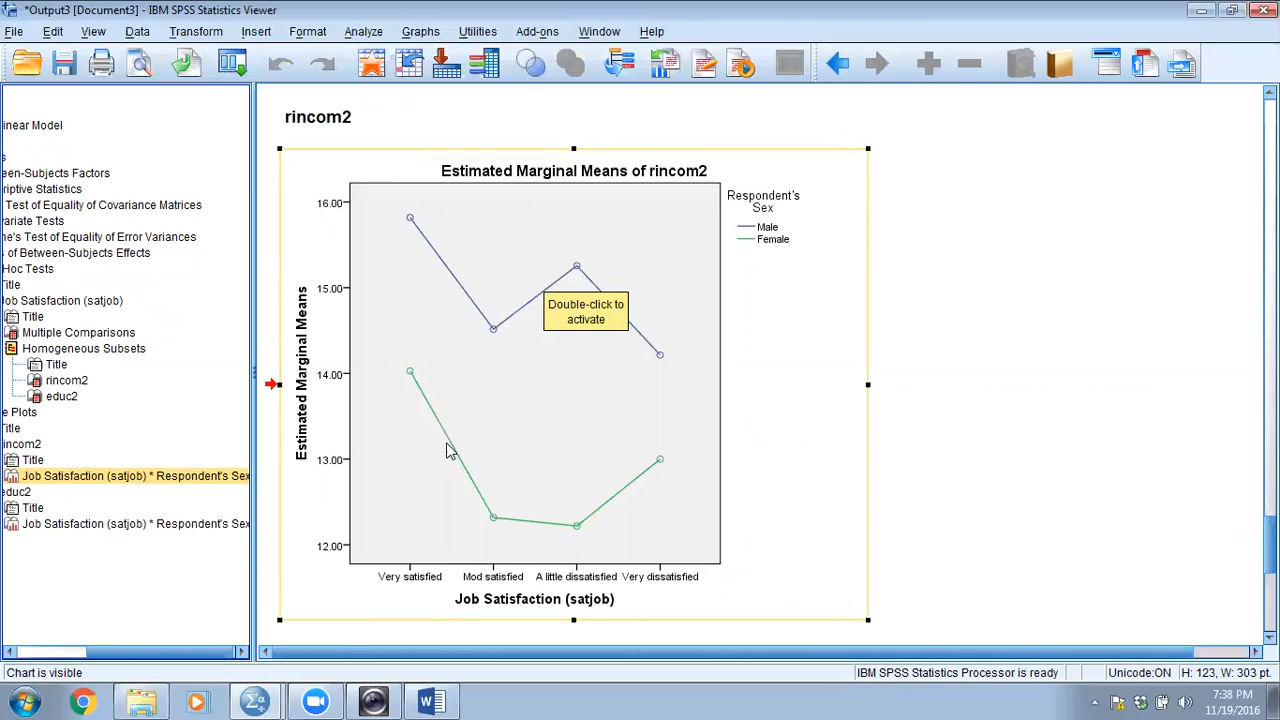 *Output3 [Document3] - IBM SPSS Statistics Viewer
File Edit View Data Transform Insert Format Analyze Graphs Utilities Add-ons Window Help
inear Model
s
een-Subjects Factors
riptive Statistics
Test of Equality of Covariance Matrices
variate Tests
ne's Test of Equality of Error Variances
s of Between-Subjects Effects
Hoc Tests
itle
Job Satisfaction (satjob)
Title
Multiple Comparisons
Homogeneous Subsets
Title
rincom2
educ2
e Plots
itle
incom2
Title
Job Satisfaction (satjob) * Respondent's Sex
educ2
Title
Job Satisfaction (satjob) * Respondent's Sex
rincom2
Estimated Marginal Means of rincom2
Respondent's
Sex
Male
Female
Estimated Marginal Means
16.00
15.00
14.00
13.00
12.00
Double-click to
activate
Very satisfied Mod satisfied A little dissatisfied Very dissatisfied
Job Satisfaction (satjob)
Chart is visible IBM SPSS Statistics Processor is ready Unicode:ON H: 123, W: 303 pt.
7:38 PM
11/19/2016